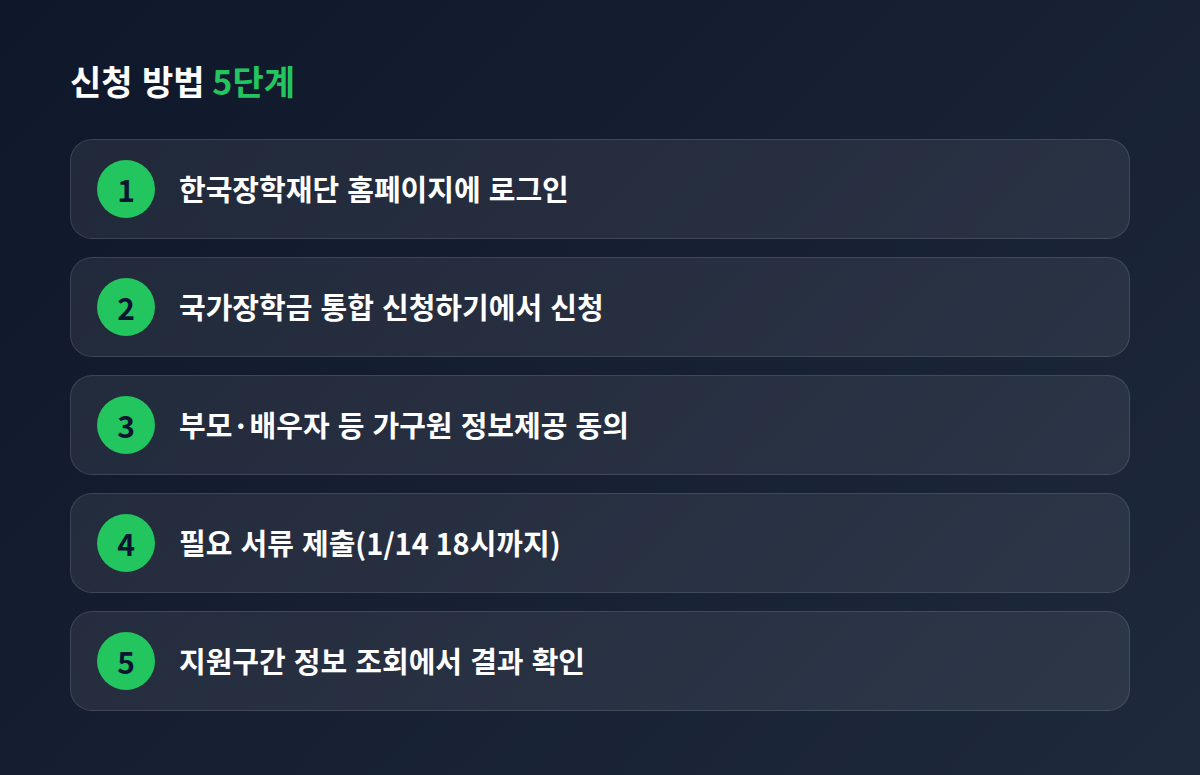 신청 방법 5단계
1 한국장학재단 홈페이지에 로그인
2 국가장학금 통합 신청하기에서 신청
3 부모·배우자 등 가구원 정보제공 동의
4 필요 서류 제출(1/14 18시까지)
5 지원구간 정보 조회에서 결과 확인